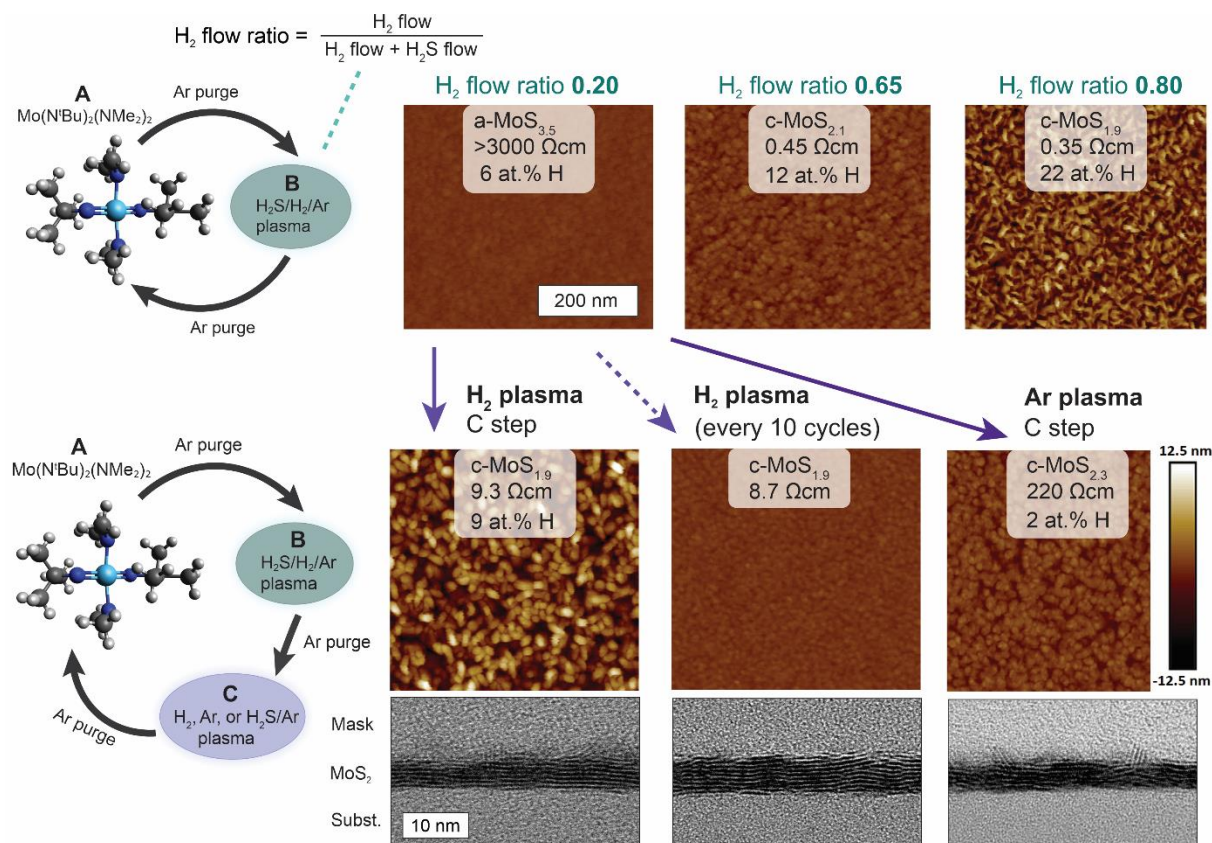 H₂ flow ratio = H₂ flow / H₂ flow + H₂S flow
A
Mo(NᵗBu)₂(NMe₂)₂
Ar purge
B
H₂S/H₂/Ar
plasma
Ar purge
H₂ flow ratio 0.20
a-MoS₃.₅
>3000 Ωcm
6 at.% H
200 nm
H₂ flow ratio 0.65
c-MoS₂.₁
0.45 Ωcm
12 at.% H
H₂ flow ratio 0.80
c-MoS₁.₉
0.35 Ωcm
22 at.% H
A
Mo(NᵗBu)₂(NMe₂)₂
Ar purge
B
H₂S/H₂/Ar
plasma
Ar purge
C
H₂, Ar, or H₂S/Ar
plasma
Ar purge
H₂ plasma
C step
c-MoS₁.₉
9.3 Ωcm
9 at.% H
H₂ plasma
(every 10 cycles)
c-MoS₁.₉
8.7 Ωcm
Ar plasma
C step
c-MoS₂.₃
220 Ωcm
2 at.% H
12.5 nm
-12.5 nm
Mask
MoS₂
Subst.
10 nm